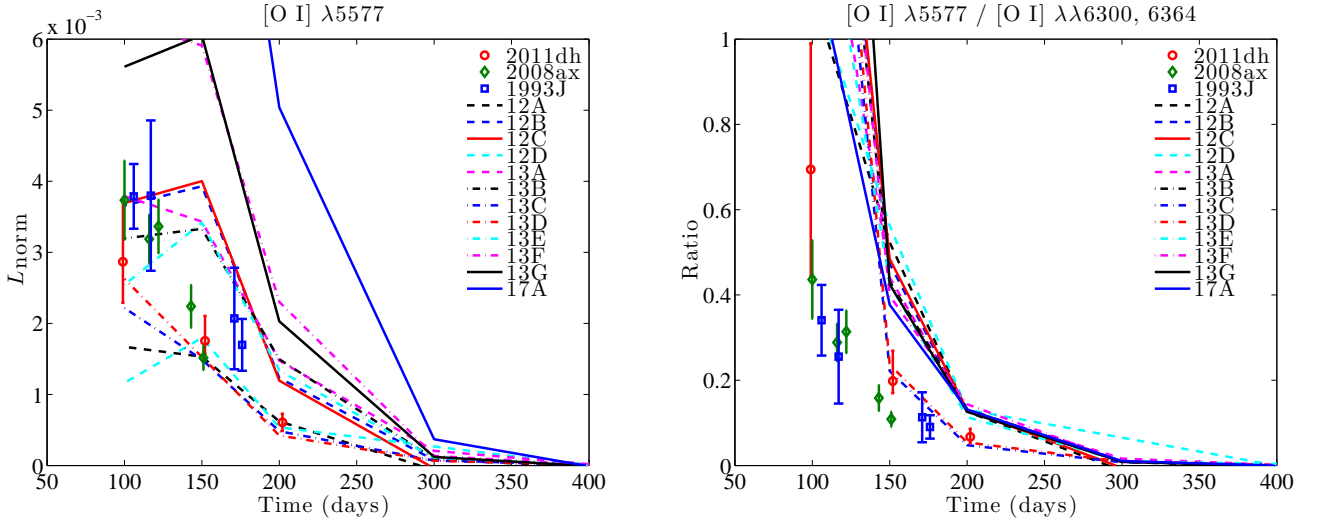 [O I] λ5577
×10⁻³
6
5
4
3
2
1
0
L_norm
50 100 150 200 250 300 350 400
Time (days)
2011dh
2008ax
1993J
12A
12B
12C
12D
13A
13B
13C
13D
13E
13F
13G
17A
[O I] λ5577 / [O I] λλ6300, 6364
1
0.8
0.6
0.4
0.2
0
Ratio
50 100 150 200 250 300 350 400
Time (days)
2011dh
2008ax
1993J
12A
12B
12C
12D
13A
13B
13C
13D
13E
13F
13G
17A